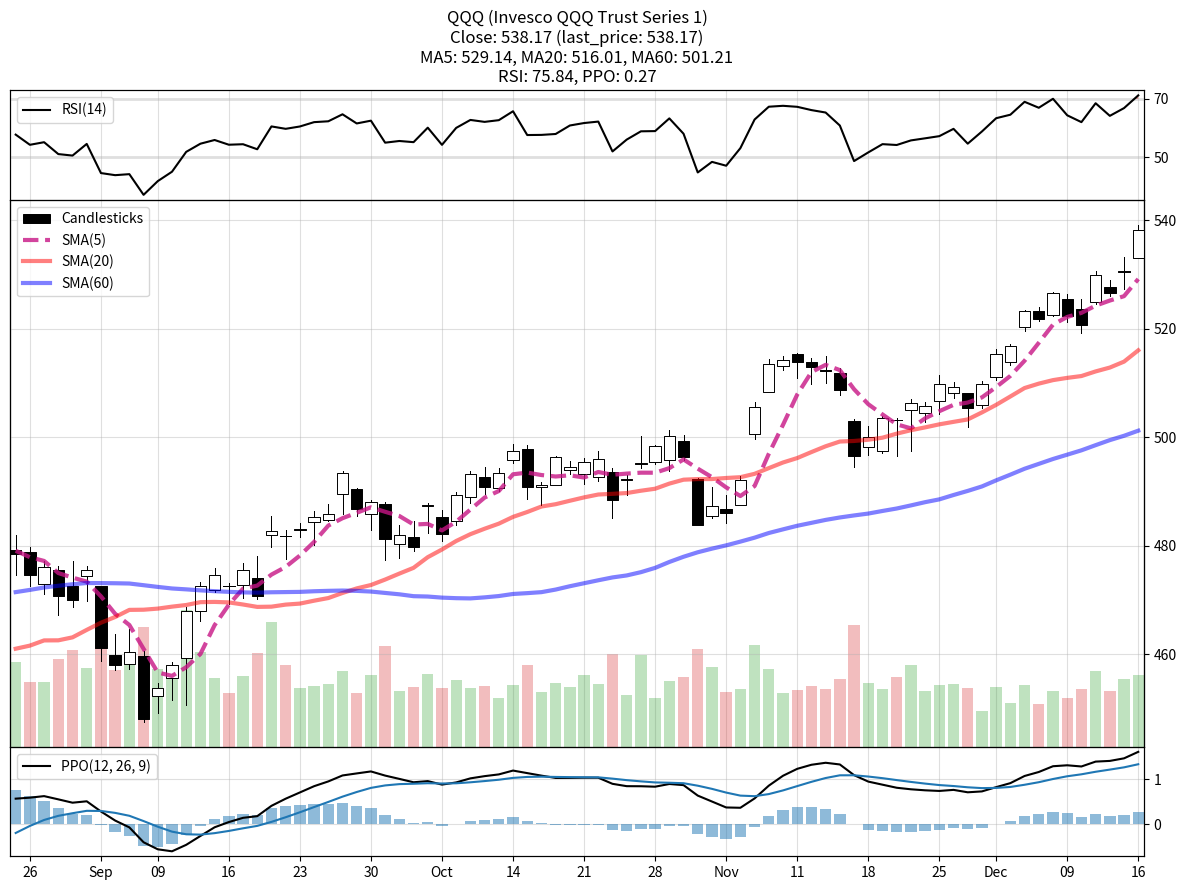 QQQ (Invesco QQQ Trust Series 1)
Close: 538.17 (last_price: 538.17)
MA5: 529.14, MA20: 516.01, MA60: 501.21
RSI: 75.84, PPO: 0.27
RSI(14)
70
50
Candlesticks
SMA(5)
SMA(20)
SMA(60)
540
520
500
480
460
PPO(12, 26, 9)
1
0
26 Sep 09 16 23 30 Oct 14 21 28 Nov 11 18 25 Dec 09 16